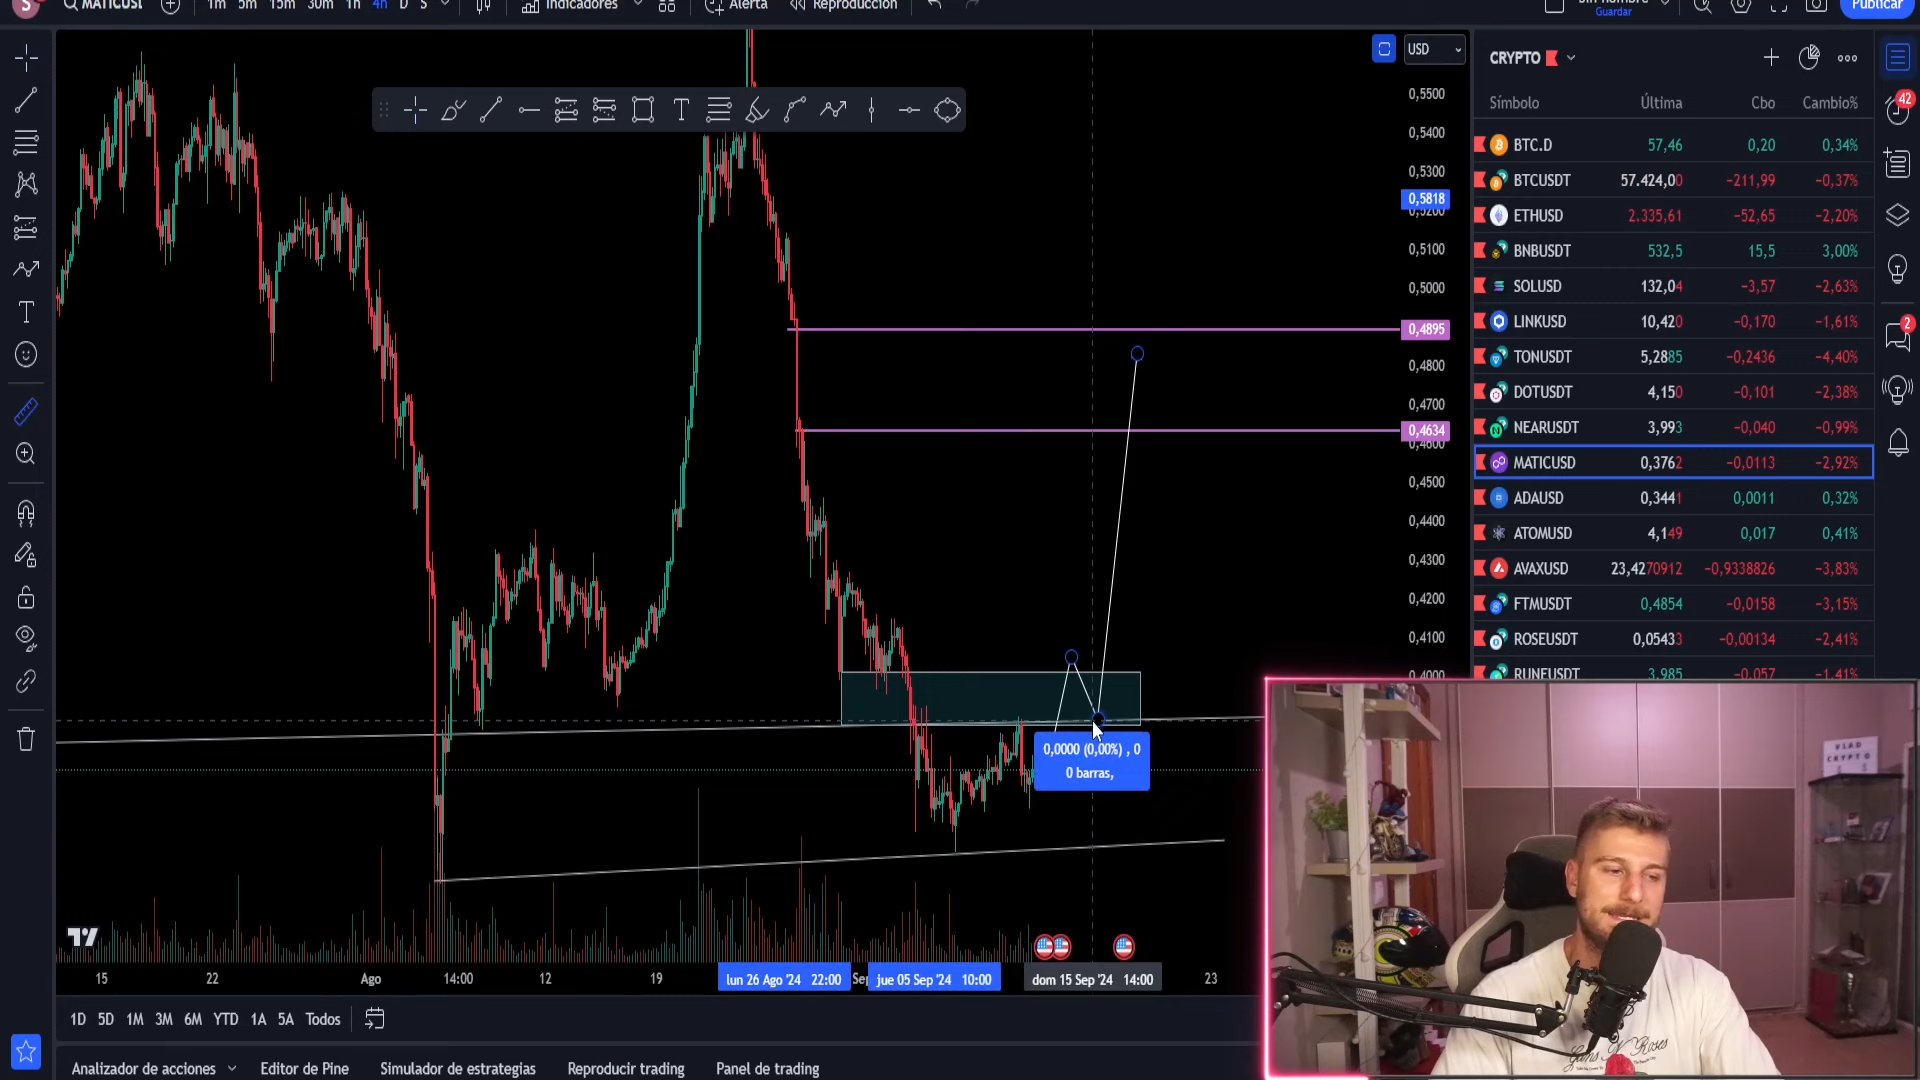 MATICUSI
1m 5m 15m 30m 1h 4h D S
Indicadores
Alerta
Reproducción
Guardar
Publicar
USD
0,5500
0,5400
0,5300
0,5818
0,5200
0,5100
0,5000
0,4895
0,4800
0,4700
0,4634
0,4600
0,4500
0,4400
0,4300
0,4200
0,4100
0,4000
0,0000 (0,00%) , 0
0 barras,
15 22 Ago 14:00 12 19 lun 26 Ago '24 22:00 Sep jue 05 Sep '24 10:00 dom 15 Sep '24 14:00 23
1D 5D 1M 3M 6M YTD 1A 5A Todos
Analizador de acciones Editor de Pine Simulador de estrategias Reproducir trading Panel de trading
CRYPTO
Símbolo Última Cbo Cambio%
BTC.D 57,46 0,20 0,34%
BTCUSDT 57.424,00 −211,99 −0,37%
ETHUSD 2.335,61 −52,65 −2,20%
BNBUSDT 532,5 15,5 3,00%
SOLUSD 132,04 −3,57 −2,63%
LINKUSD 10,420 −0,170 −1,61%
TONUSDT 5,2885 −0,2436 −4,40%
DOTUSDT 4,150 −0,101 −2,38%
NEARUSDT 3,993 −0,040 −0,99%
MATICUSD 0,3762 −0,0113 −2,92%
ADAUSD 0,3441 0,0011 0,32%
ATOMUSD 4,149 0,017 0,41%
AVAXUSD 23,4270912 −0,9338826 −3,83%
FTMUSDT 0,4854 −0,0158 −3,15%
ROSEUSDT 0,05433 −0,00134 −2,41%
RUNEUSDT 3,985 −0,057 −1,41%
42
2
VLAD
CRYPTO
Guns N' Roses